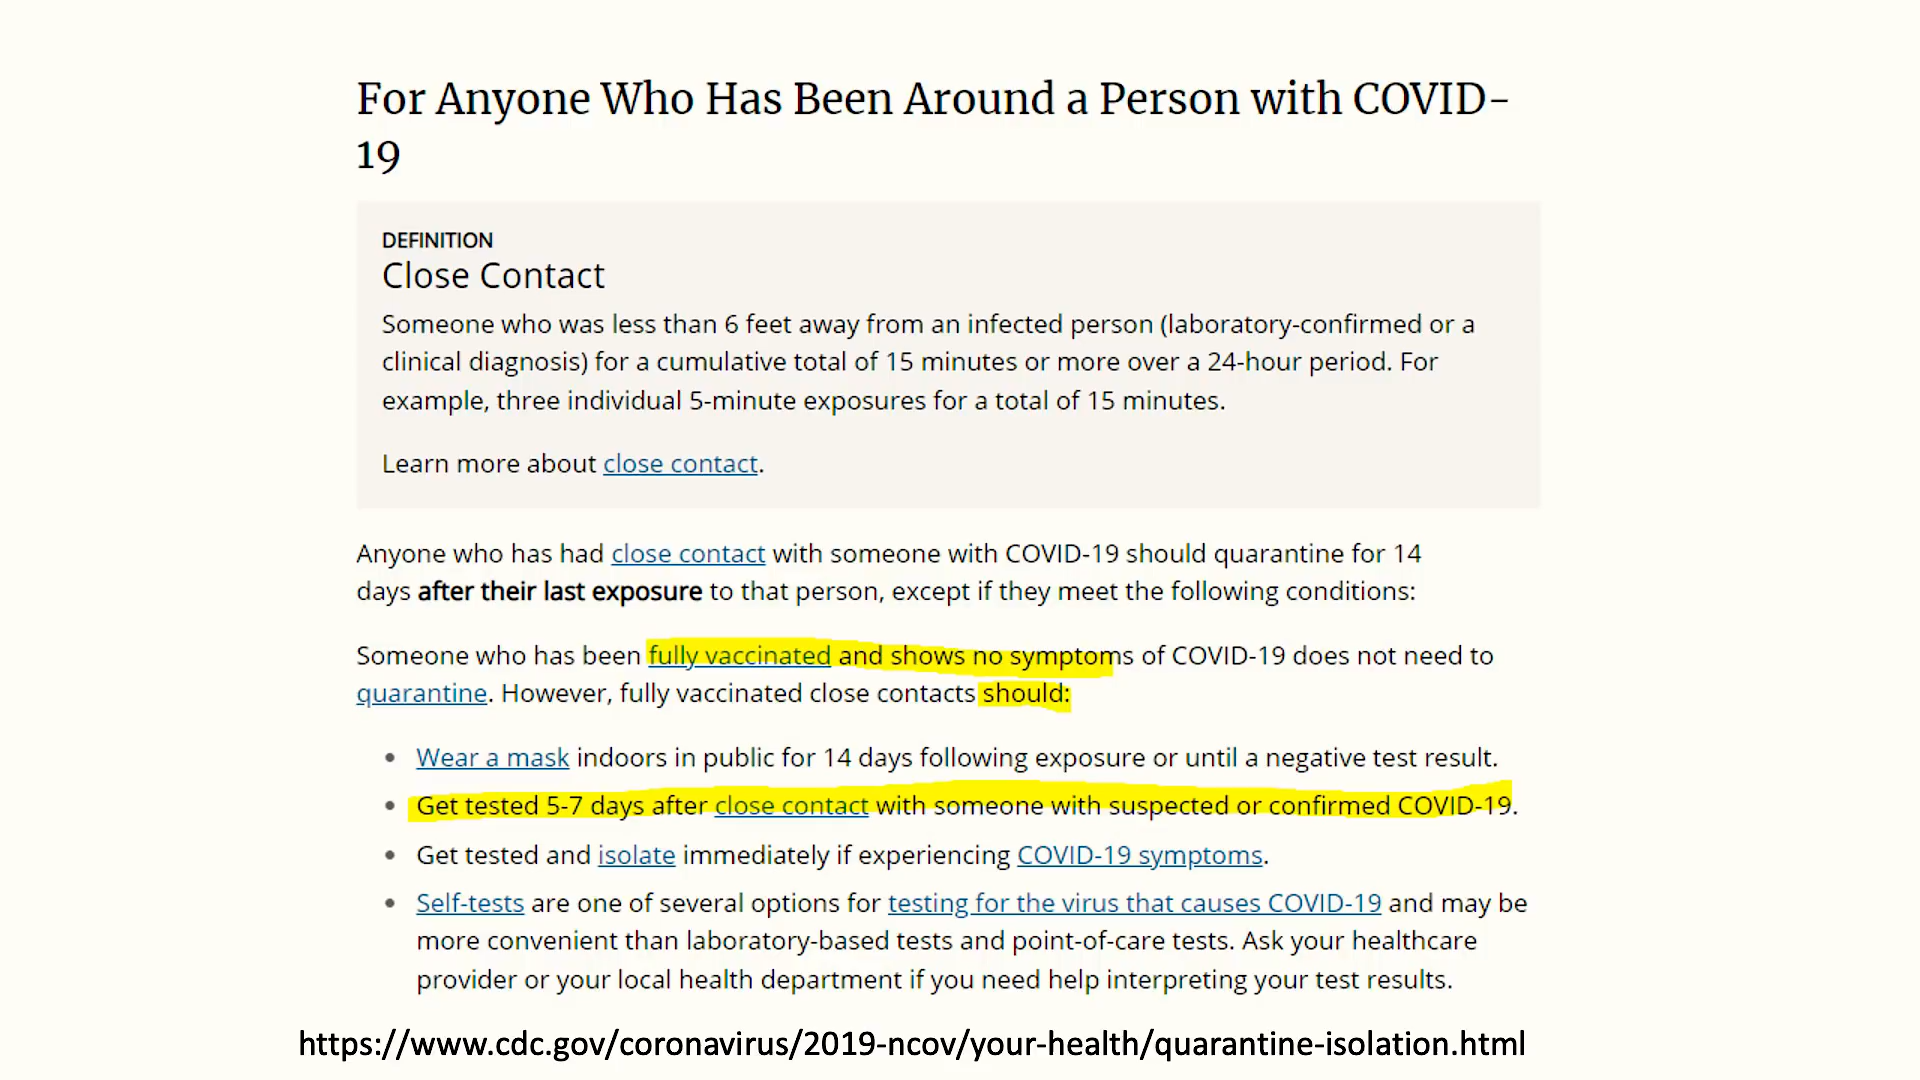 For Anyone Who Has Been Around a Person with COVID-
19
DEFINITION
Close Contact
Someone who was less than 6 feet away from an infected person (laboratory-confirmed or a
clinical diagnosis) for a cumulative total of 15 minutes or more over a 24-hour period. For
example, three individual 5-minute exposures for a total of 15 minutes.
Learn more about close contact.
Anyone who has had close contact with someone with COVID-19 should quarantine for 14
days after their last exposure to that person, except if they meet the following conditions:
Someone who has been fully vaccinated and shows no symptoms of COVID-19 does not need to
quarantine. However, fully vaccinated close contacts should:
• Wear a mask indoors in public for 14 days following exposure or until a negative test result.
• Get tested 5-7 days after close contact with someone with suspected or confirmed COVID-19.
• Get tested and isolate immediately if experiencing COVID-19 symptoms.
• Self-tests are one of several options for testing for the virus that causes COVID-19 and may be
more convenient than laboratory-based tests and point-of-care tests. Ask your healthcare
provider or your local health department if you need help interpreting your test results.
https://www.cdc.gov/coronavirus/2019-ncov/your-health/quarantine-isolation.html